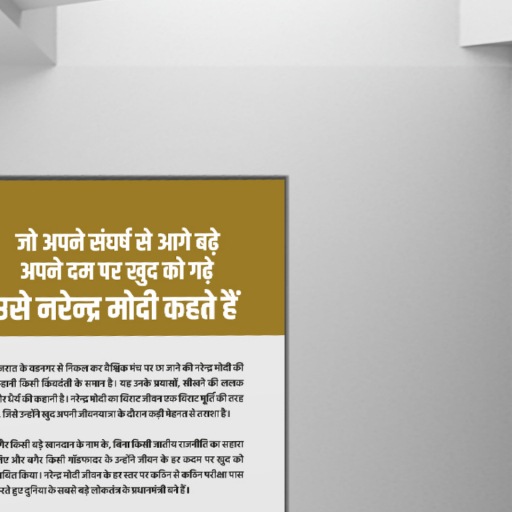 जो अपने संघर्ष से आगे बढ़े
अपने दम पर खुद को गढ़े
उसे नरेन्द्र मोदी कहते हैं
के वडनगर से निकल कर वैश्विक मंच पर छा जाने की नरेन्द्र मोदी की
किसी किंवदंती के समान है। यह उनके प्रयासों, सीखने की ललक
धैर्य की कहानी है। नरेन्द्र मोदी का विराट जीवन एक विराट मूर्ति की तरह
जिसे उन्होंने खुद अपनी जीवनयात्रा के दौरान कड़ी मेहनत से तराशा है।
किसी बड़े खानदान के नाम के, बिना किसी जातीय राजनीति का सहारा
और बगैर किसी गॉडफादर के उन्होंने जीवन के हर कदम पर खुद को
किया। नरेन्द्र मोदी जीवन के हर स्तर पर कठिन से कठिन परीक्षा पास
हुए दुनिया के सबसे बड़े लोकतंत्र के प्रधानमंत्री बने हैं।